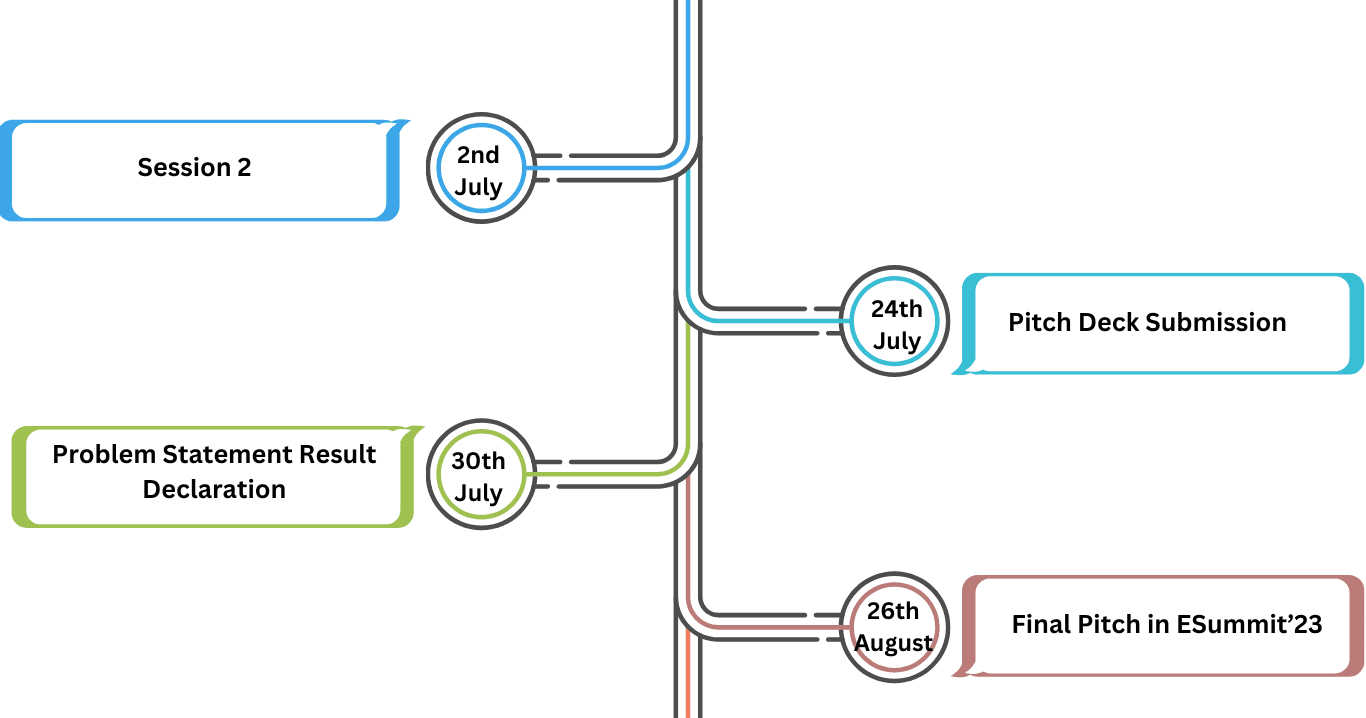 Session 2
2nd
July
24th
July
Pitch Deck Submission
Problem Statement Result
Declaration
30th
July
26th
August
Final Pitch in ESummit’23